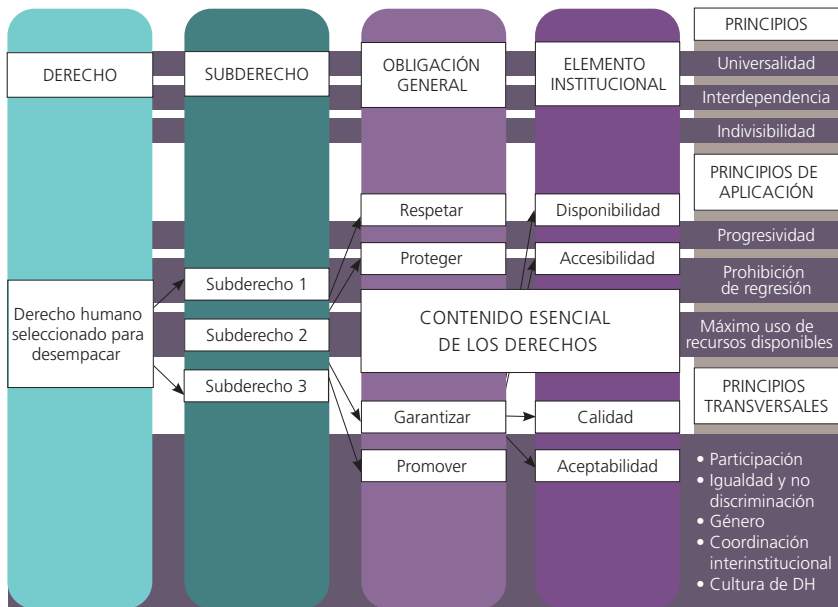 DERECHO
Derecho humano
seleccionado para
desempacar
SUBDERECHO
Subderecho 1
Subderecho 2
Subderecho 3
OBLIGACIÓN
GENERAL
Respetar
Proteger
ELEMENTO
INSTITUCIONAL
Disponibilidad
Accesibilidad
CONTENIDO ESENCIAL
DE LOS DERECHOS
Garantizar
Promover
Calidad
Aceptabilidad
PRINCIPIOS
Universalidad
Interdependencia
Indivisibilidad
PRINCIPIOS DE
APLICACIÓN
Progresividad
Prohibición
de regresión
Máximo uso de
recursos disponibles
PRINCIPIOS
TRANSVERSALES
• Participación
• Igualdad y no
discriminación
• Género
• Coordinación
interinstitucional
• Cultura de DH